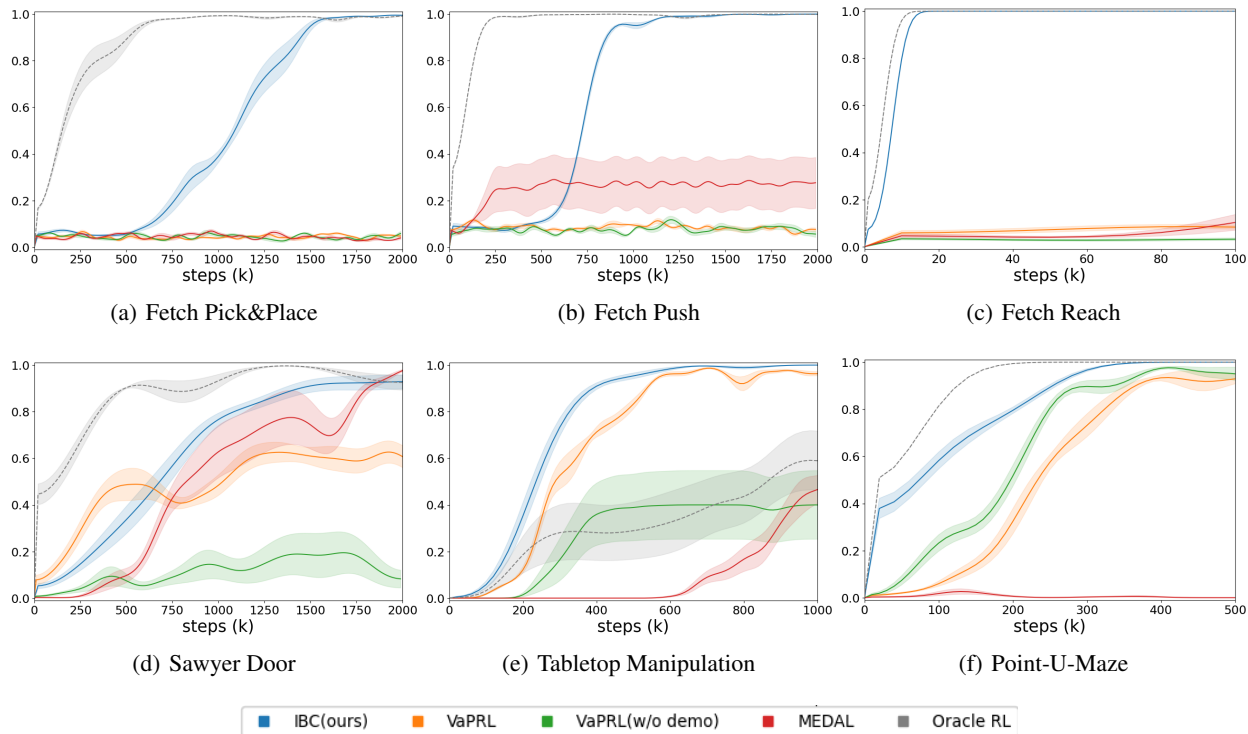 1.0
0.8
0.6
0.4
0.2
0.0
0 250 500 750 1000 1250 1500 1750 2000
steps (k)
(a) Fetch Pick&Place
1.0
0.8
0.6
0.4
0.2
0.0
0 250 500 750 1000 1250 1500 1750 2000
steps (k)
(b) Fetch Push
1.0
0.8
0.6
0.4
0.2
0.0
0 20 40 60 80 100
steps (k)
(c) Fetch Reach
1.0
0.8
0.6
0.4
0.2
0.0
0 250 500 750 1000 1250 1500 1750 2000
steps (k)
(d) Sawyer Door
1.0
0.8
0.6
0.4
0.2
0.0
0 200 400 600 800 1000
steps (k)
(e) Tabletop Manipulation
1.0
0.8
0.6
0.4
0.2
0.0
0 100 200 300 400 500
steps (k)
(f) Point-U-Maze
IBC(ours) VaPRL VaPRL(w/o demo) MEDAL Oracle RL